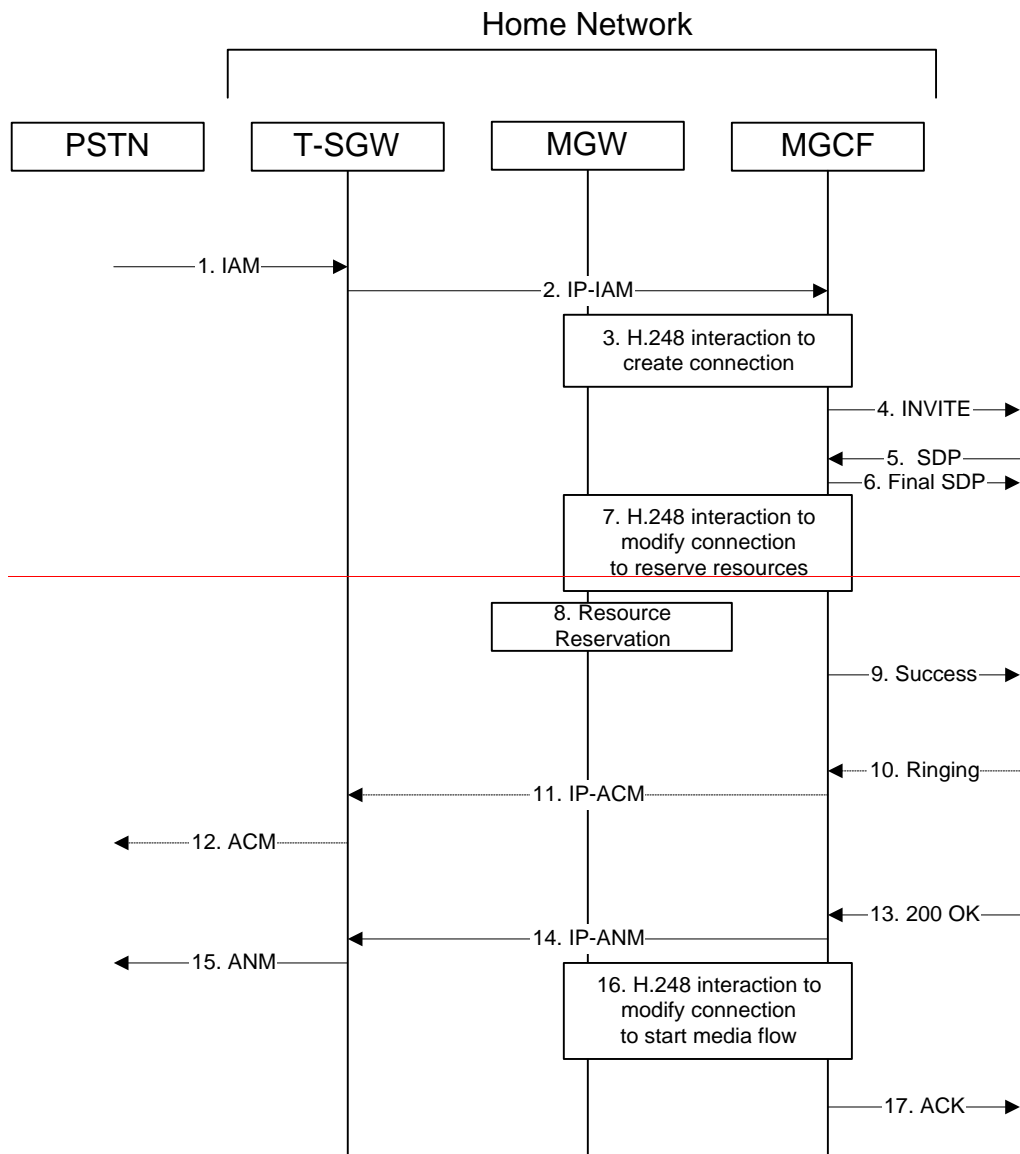 Home Network
PSTN
T-SGW
MGW
MGCF
1. IAM
2. IP-IAM
3. H.248 interaction to
create connection
4. INVITE
5. SDP
6. Final SDP
7. H.248 interaction to
modify connection
to reserve resources
8. Resource
Reservation
9. Success
10. Ringing
11. IP-ACM
12. ACM
13. 200 OK
14. IP-ANM
15. ANM
16. H.248 interaction to
modify connection
to start media flow
17. ACK